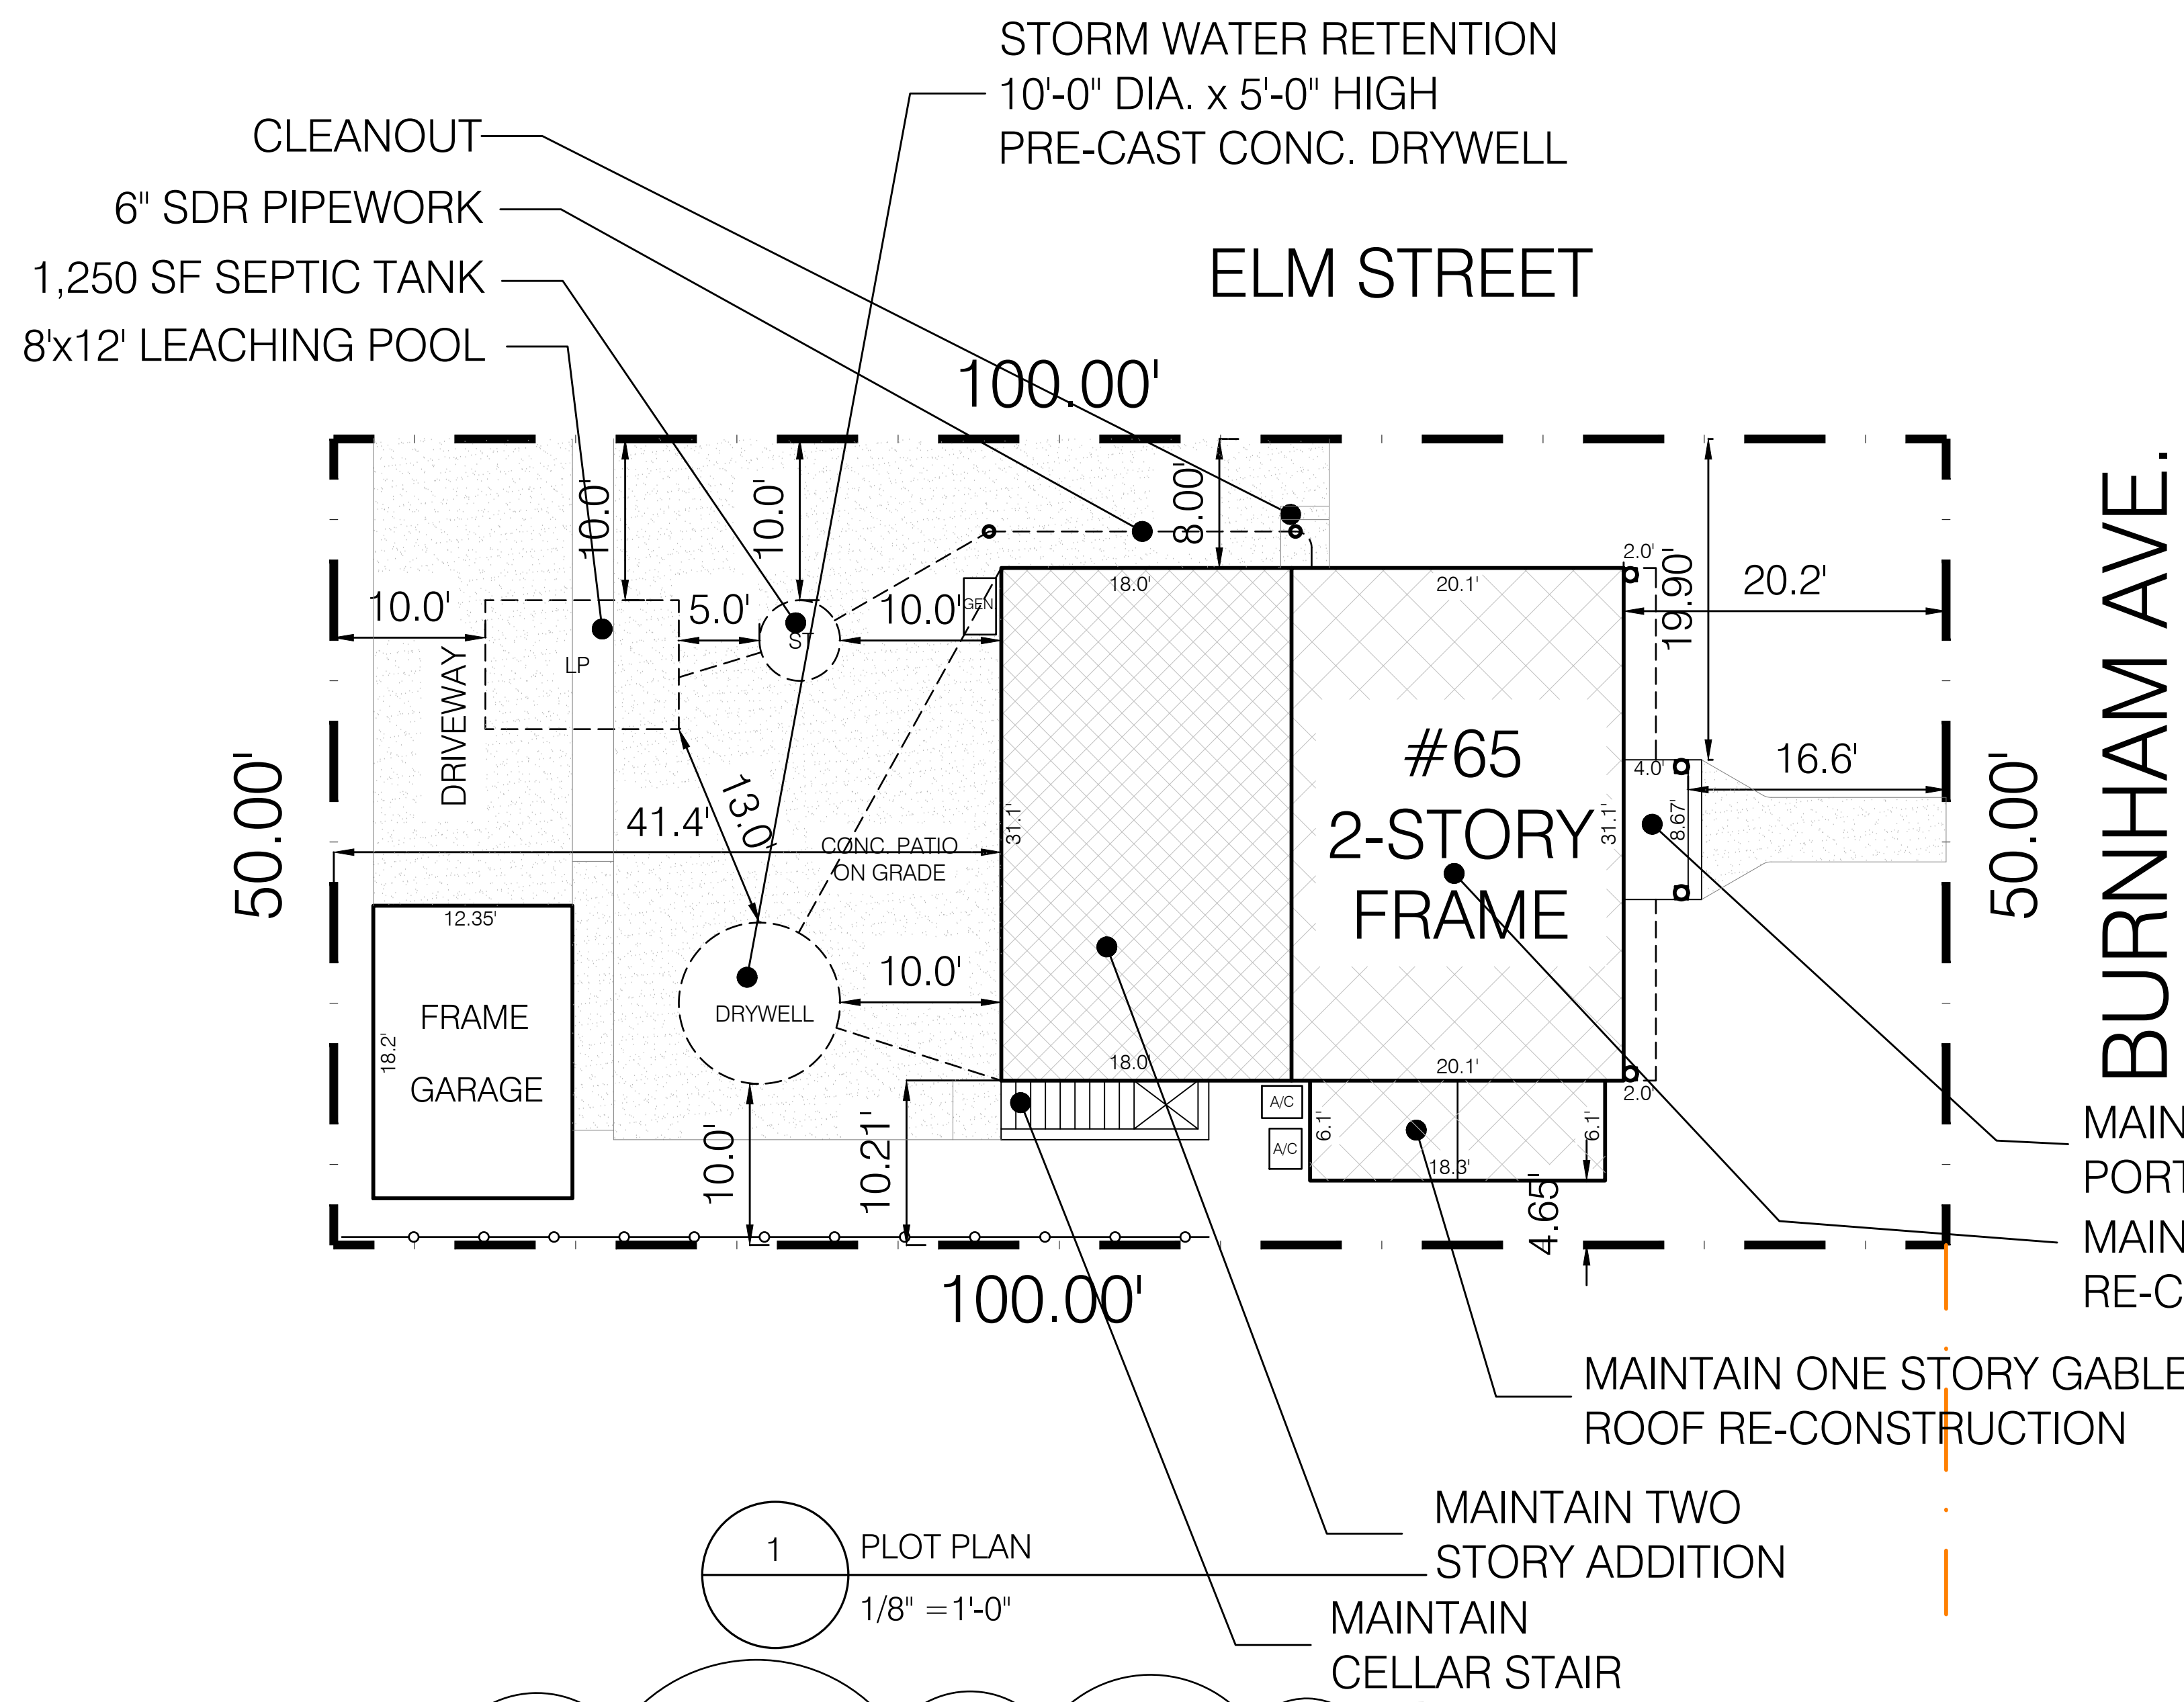 STORM WATER RETENTION
10'-0" DIA. x 5'-0" HIGH
PRE-CAST CONC. DRYWELL
CLEANOUT
6" SDR PIPEWORK
1,250 SF SEPTIC TANK
8'x12' LEACHING POOL
ELM STREET
100.00'
10.0'
10.0'
8.00'
2.0'
19.90'
20.2'
10.0'
5.0'
10.0'
GEN.
18.0'
20.1'
ST
LP
DRIVEWAY
BURNHAM AVE.
50.00'
#65
2-STORY
FRAME
4.0'
8.67'
16.6'
50.00'
13.0'
41.4'
31.1'
31.1'
CONC. PATIO
ON GRADE
12.35'
FRAME
GARAGE
18.2'
10.0'
DRYWELL
18.0'
20.1'
2.0'
10.0'
10.21'
A/C
A/C
6.1'
6.1'
18.3'
4.65'
MAIN
PORT
MAIN
RE-C
100.00'
MAINTAIN ONE STORY GABLE
ROOF RE-CONSTRUCTION
MAINTAIN TWO
STORY ADDITION
1
PLOT PLAN
1/8" =1'-0"
MAINTAIN
CELLAR STAIR